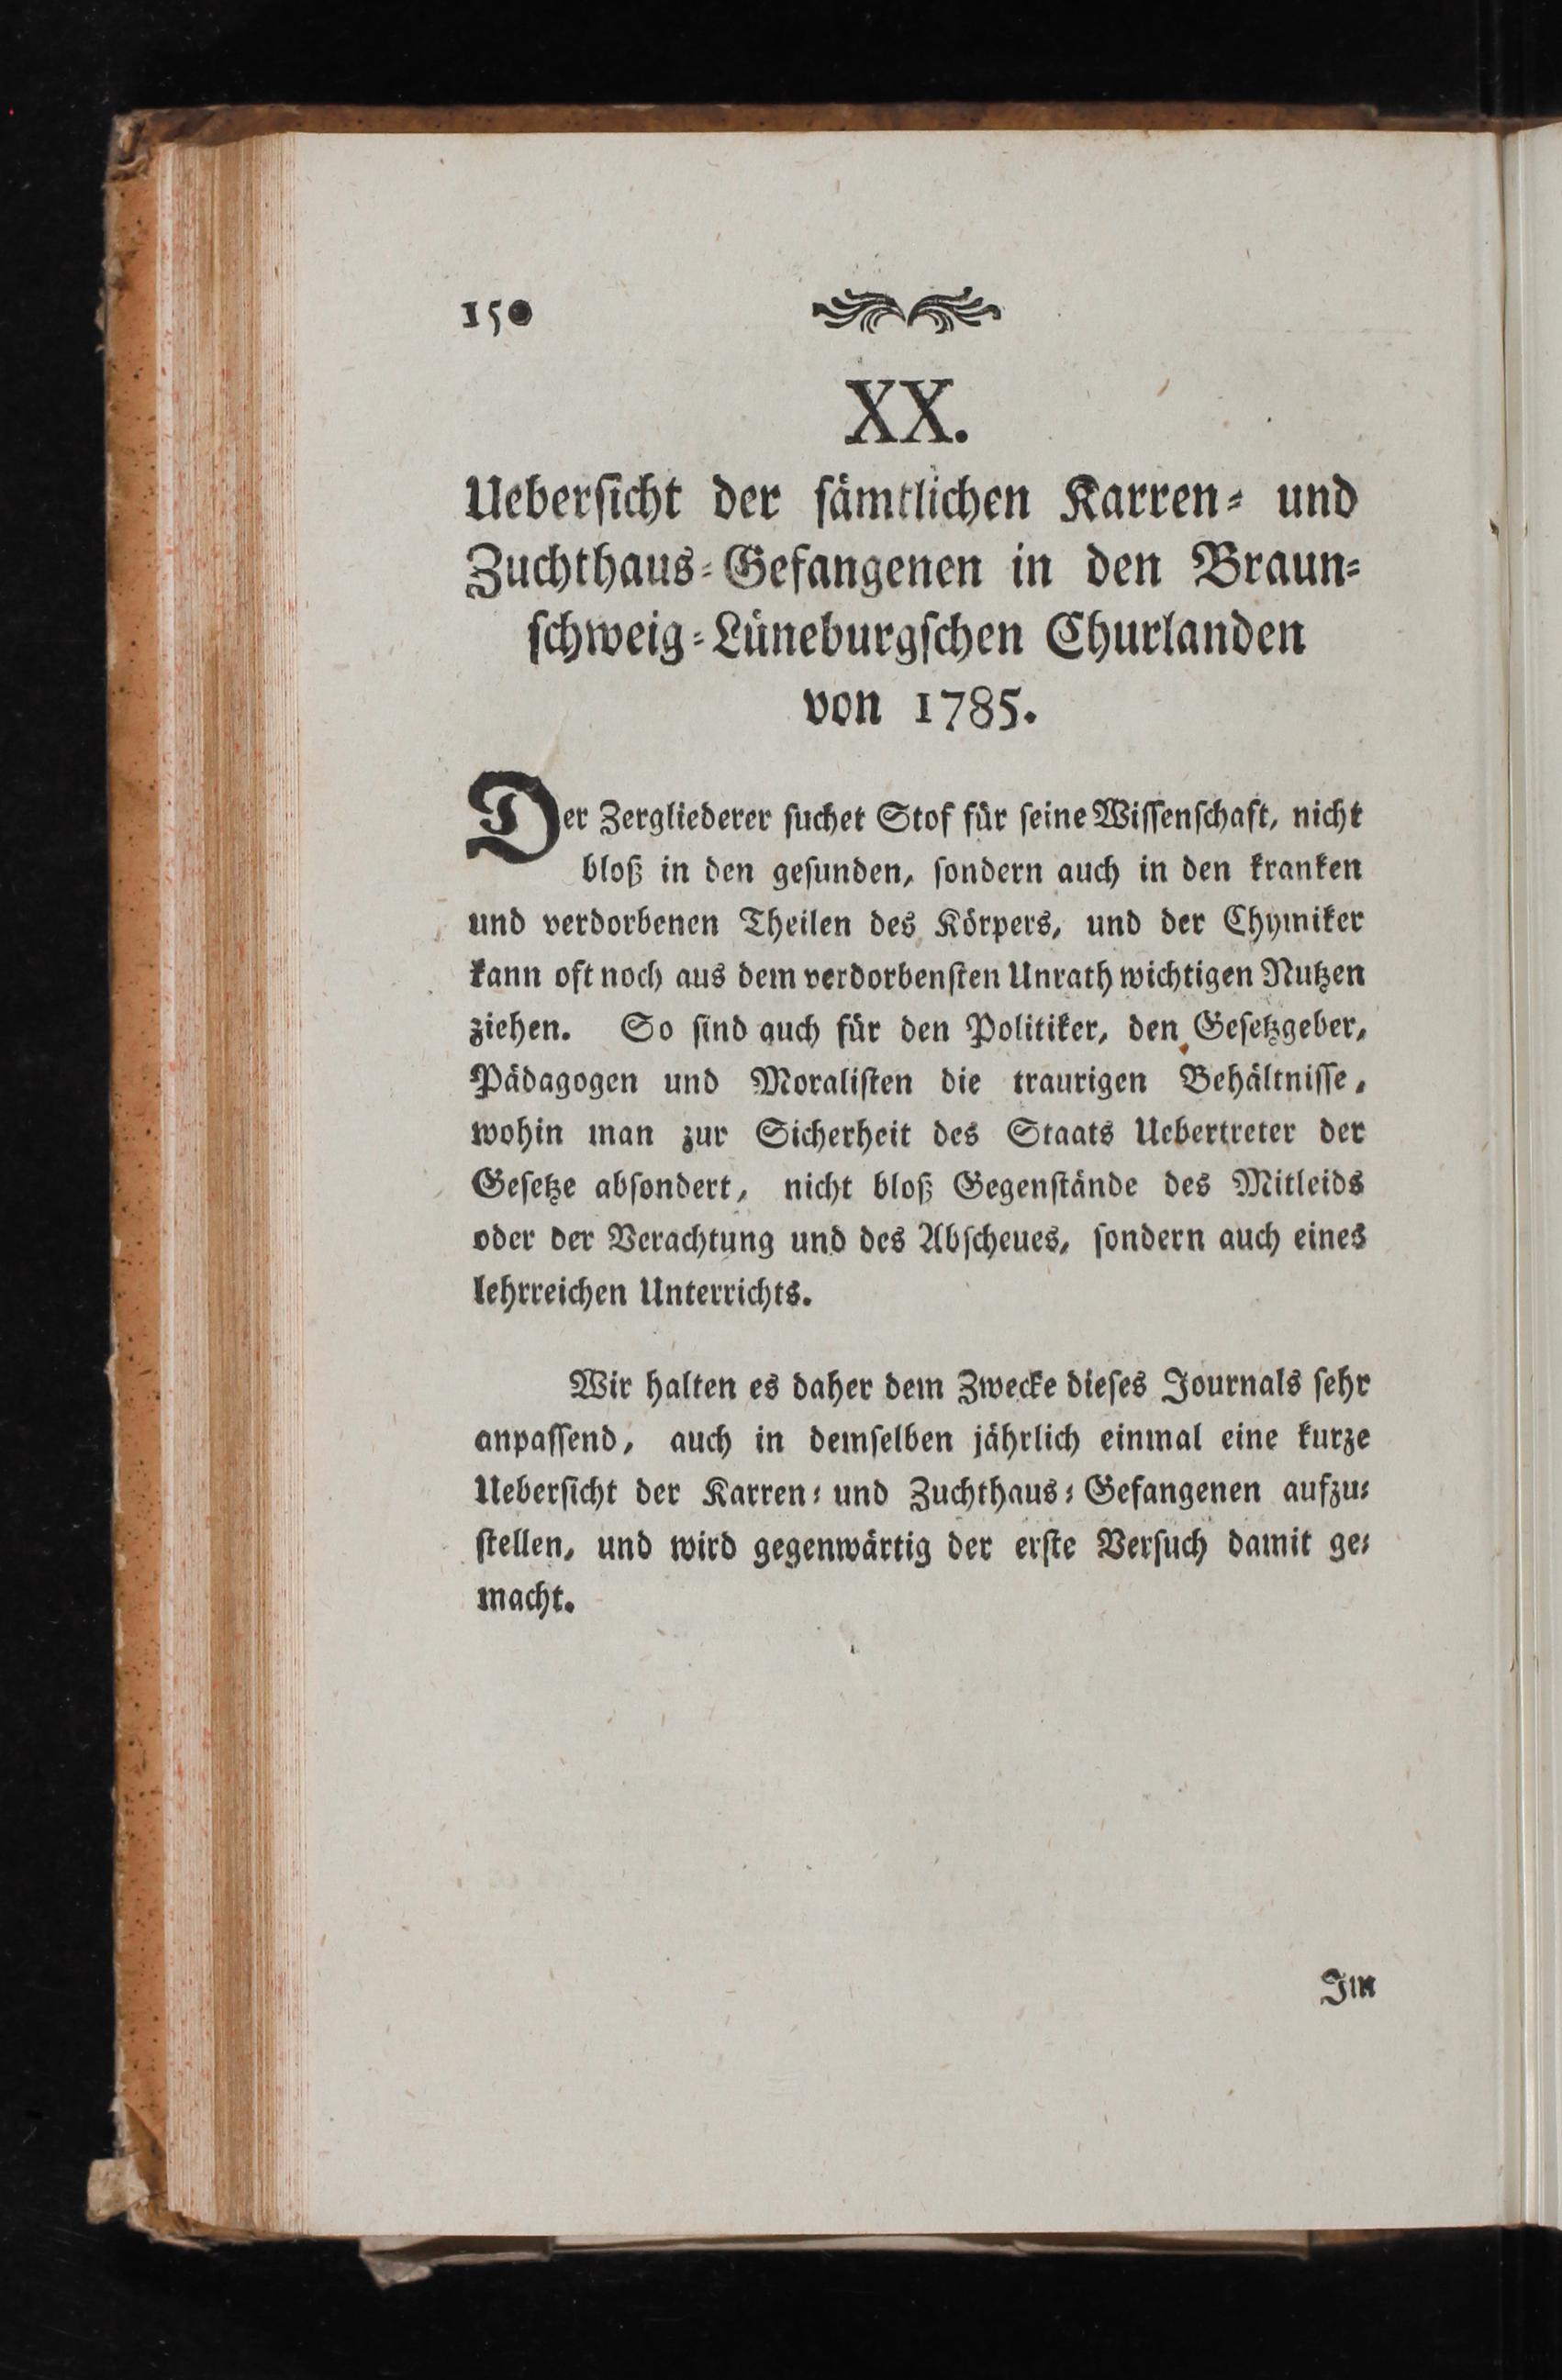 150
XX.
Ueberſicht der ſämtlichen Karren- und
Zuchthaus-Gefangenen in den Braun-
ſchweig-Lüneburgſchen Churlanden
von 1785.
Der Zergliederer ſuchet Stof für ſeine Wiſſenſchaft, nicht
bloß in den geſunden, ſondern auch in den kranken
und verdorbenen Theilen des Körpers, und der Chymiker
kann oft noch aus dem verdorbenſten Unrath wichtigen Nutzen
ziehen. So ſind auch für den Politiker, den Geſetzgeber,
Pädagogen und Moraliſten die traurigen Behältniſſe,
wohin man zur Sicherheit des Staats Uebertreter der
Geſetze abſondert, nicht bloß Gegenſtände des Mitleids
oder der Verachtung und des Abſcheues, ſondern auch eines
lehrreichen Unterrichts.
Wir halten es daher dem Zwecke dieſes Journals ſehr
anpaſſend, auch in demſelben jährlich einmal eine kurze
Ueberſicht der Karren- und Zuchthaus-Gefangenen aufzu-
ſtellen, und wird gegenwärtig der erſte Verſuch damit ge-
macht.
Im